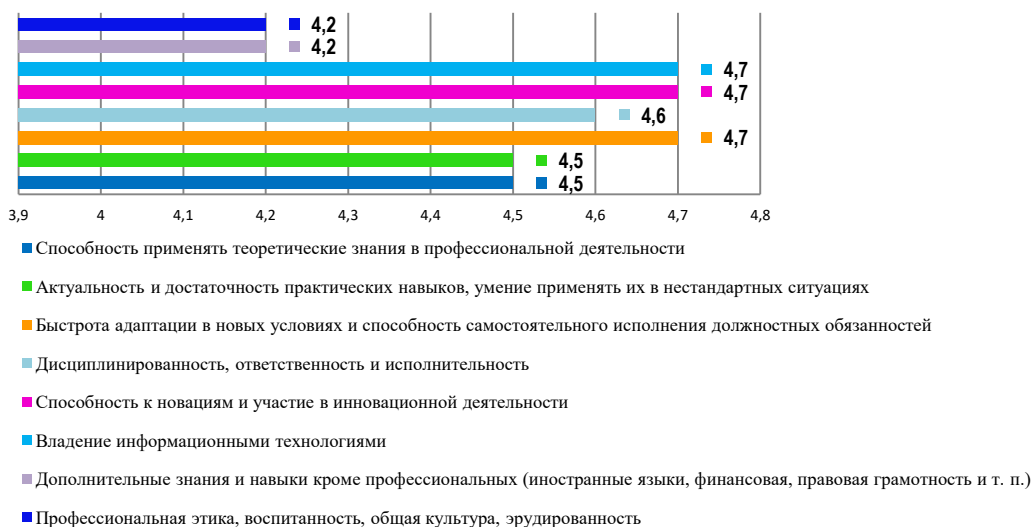 4,2
4,2
4,7
4,7
4,6
4,7
4,5
4,5
3,9 4 4,1 4,2 4,3 4,4 4,5 4,6 4,7 4,8
Способность применять теоретические знания в профессиональной деятельности
Актуальность и достаточность практических навыков, умение применять их в нестандартных ситуациях
Быстрота адаптации в новых условиях и способность самостоятельного исполнения должностных обязанностей
Дисциплинированность, ответственность и исполнительность
Способность к новациям и участие в инновационной деятельности
Владение информационными технологиями
Дополнительные знания и навыки кроме профессиональных (иностранные языки, финансовая, правовая грамотность и т. п.)
Профессиональная этика, воспитанность, общая культура, эрудированность